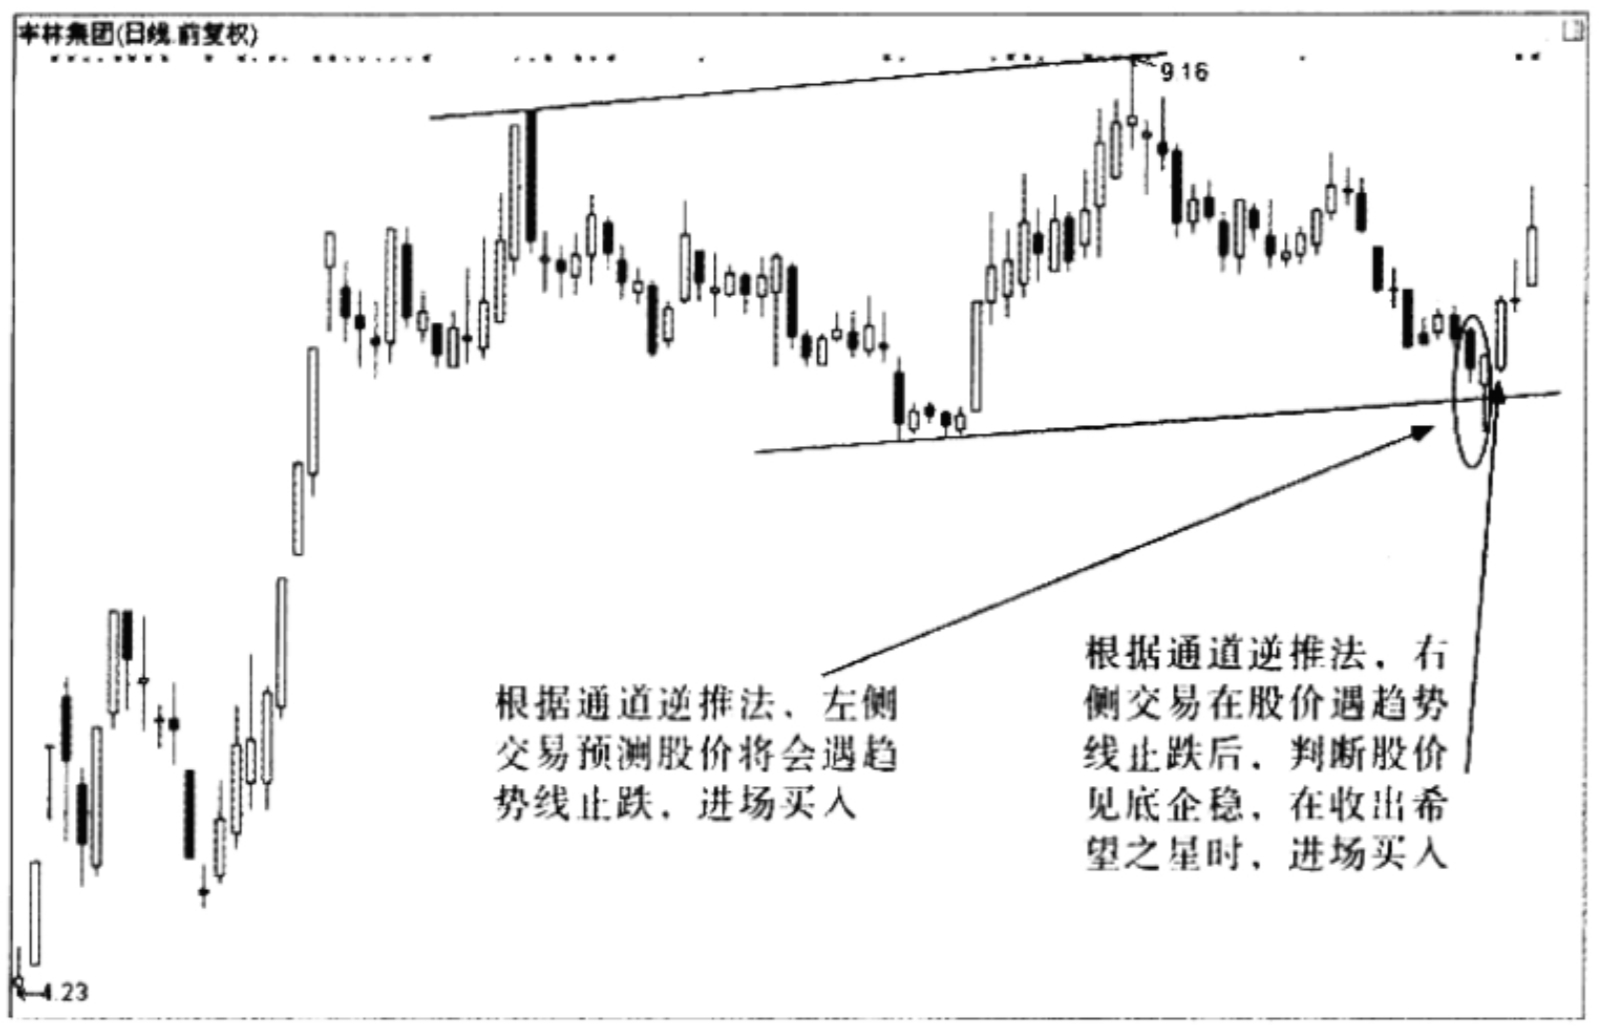 林集团(日线.前复权)
9.16
根据通道逆推法，右
侧交易在股价遇趋势
线止跌后，判断股价
见底企稳，在收出希
望之星时，进场买入
根据通道逆推法，左侧
交易预测股价将会遇趋
势线止跌，进场买入
4.23